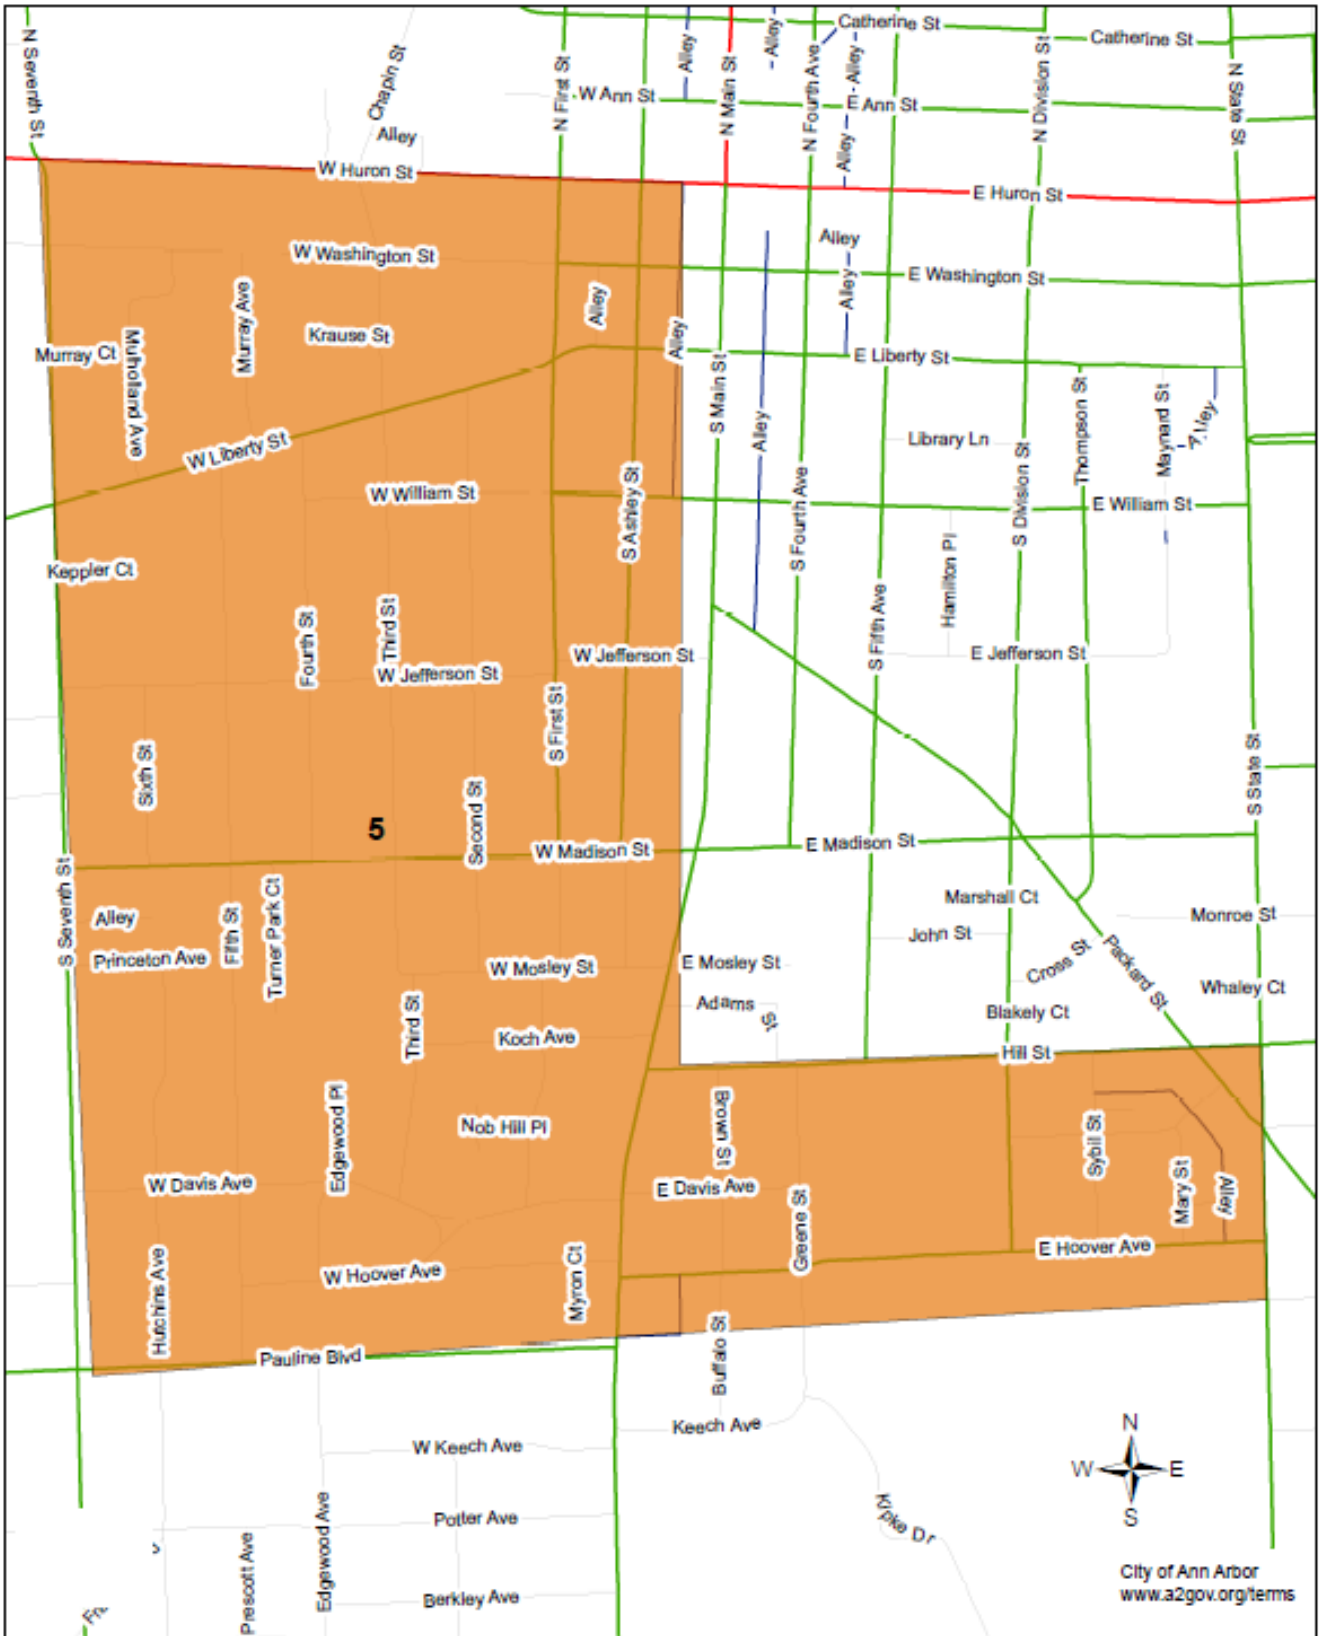 N Seventh St
Chapin St
Alley
N First St
W Ann St
Alley
N Main St
Alley
N Fourth Ave
Catherine St
Alley
E Ann St
Alley
N Division St
Catherine St
N State St
W Huron St
E Huron St
W Washington St
Alley
E Washington St
Alley
Murray Ave
Krause St
Alley
Murray Ct
Mulholland Ave
Alley
S Main St
E Liberty St
Thompson St
Maynard St
Alley
W Liberty St
Alley
Library Ln
W William St
S Ashley St
S Fourth Ave
S Division St
E William St
Keppler Ct
Hamilton Pl
Fourth St
Third St
W Jefferson St
W Jefferson St
S Fifth Ave
E Jefferson St
S First St
Sixth St
S State St
5
Second St
W Madison St
E Madison St
S Seventh St
Alley
Fifth St
Turner Park Ct
Marshall Ct
Monroe St
Princeton Ave
W Mosley St
E Mosley St
John St
Cross St
Packard St
Whaley Ct
Adams St
Blakely Ct
Third St
Koch Ave
Hill St
Edgewood Pl
Nob Hill Pl
Brown St
Sybil St
W Davis Ave
E Davis Ave
Greene St
Mary St
Alley
E Hoover Ave
Hutchins Ave
W Hoover Ave
Myron Ct
Pauline Blvd
Buffalo St
Keech Ave
W Keech Ave
N
W E
S
Potter Ave
Kipke Dr
Prescott Ave
Edgewood Ave
Berkley Ave
City of Ann Arbor
www.a2gov.org/terms